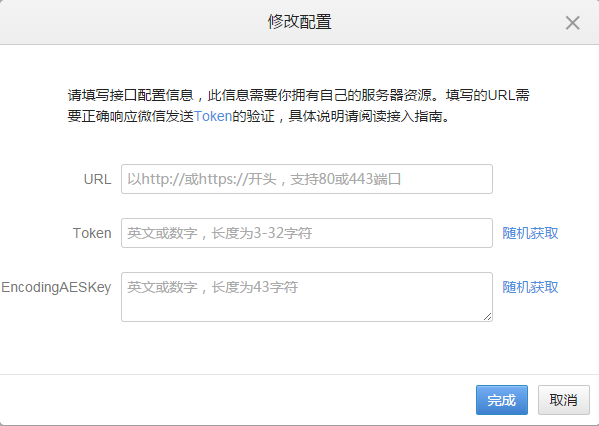 修改配置
请填写接口配置信息，此信息需要你拥有自己的服务器资源。填写的URL需
要正确响应微信发送Token的验证，具体说明请阅读接入指南。
URL 以http://或https://开头，支持80或443端口
Token 英文或数字，长度为3-32字符 随机获取
EncodingAESKey 英文或数字，长度为43字符 随机获取
完成 取消